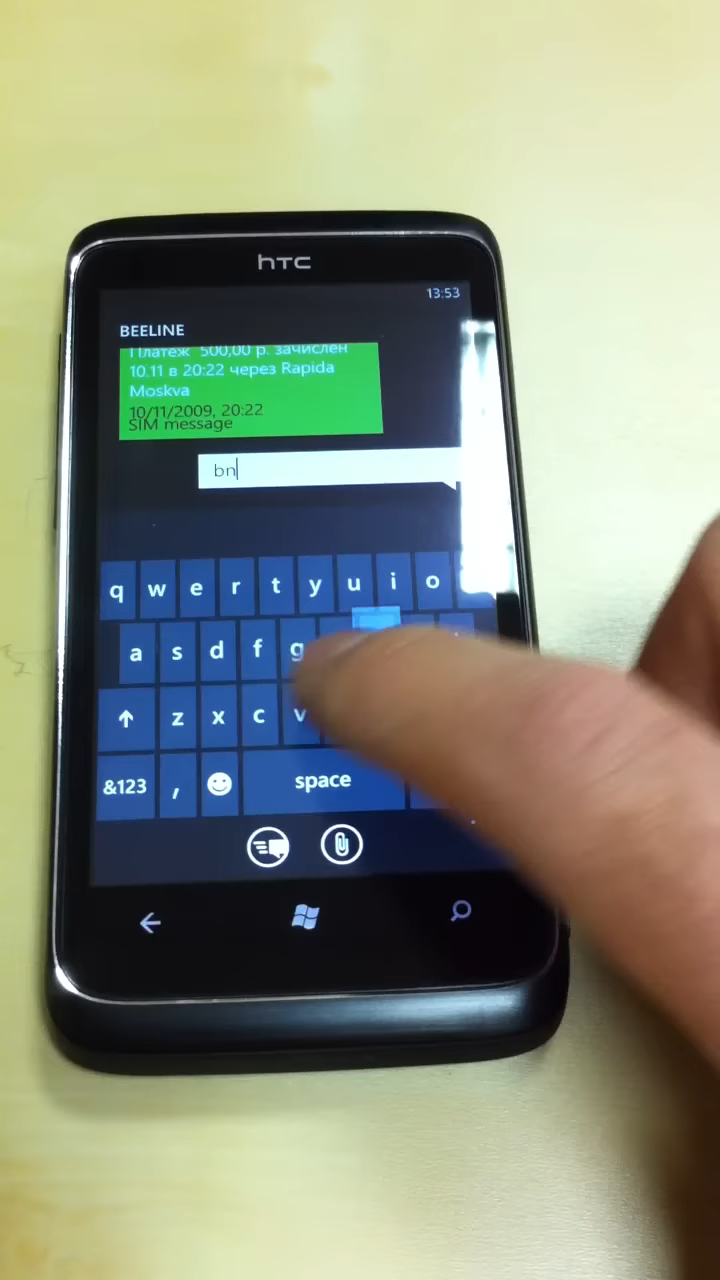 hTC
13:53
BEELINE
Платеж 500,00 р. зачислен
10.11 в 20:22 через Rapida
Moskva
10/11/2009, 20:22
SIM message
bn
q w e r t y u i o
a s d f g
z x c v
&123 , space